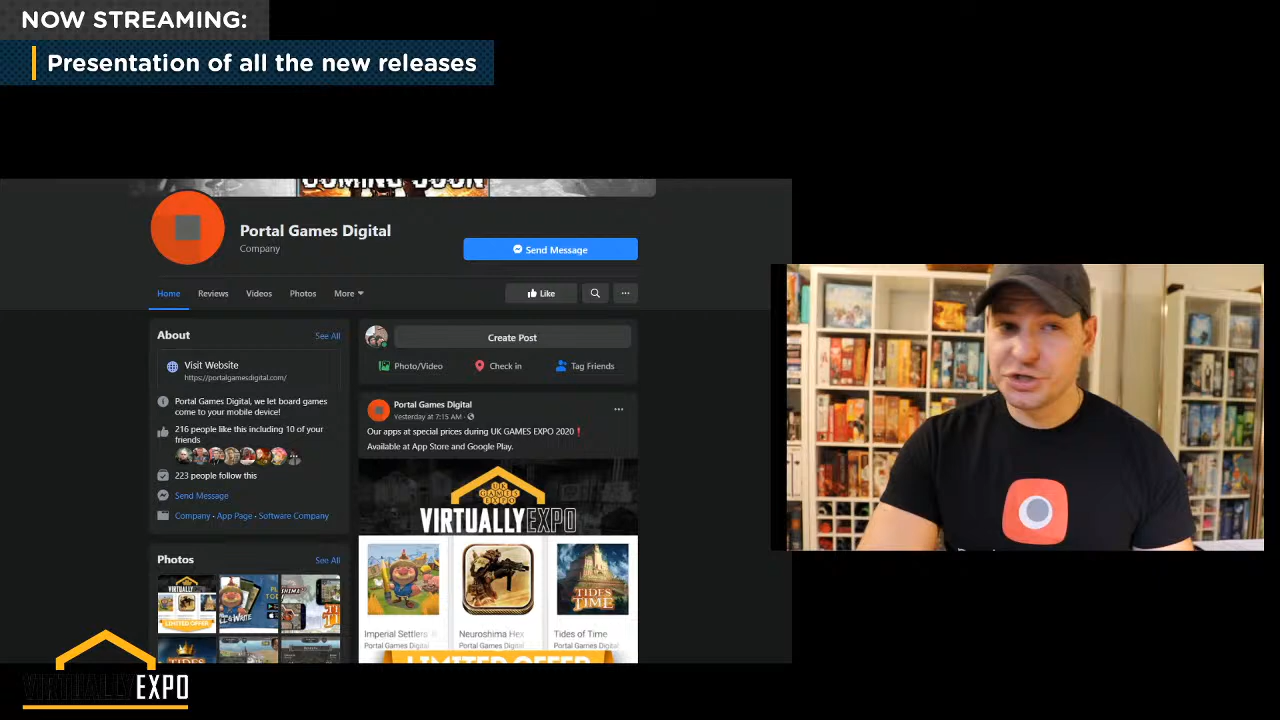 NOW STREAMING:
Presentation of all the new releases
COMING SOON
Portal Games Digital
Company
Send Message
Home
Reviews
Videos
Photos
More
Like
About
See All
Visit Website
https://portalgamesdigital.com/
Portal Games Digital, we let board games
come to your mobile device!
216 people like this including 10 of your
friends
223 people follow this
Send Message
Company · App Page · Software Company
Photos
See All
Create Post
Photo/Video
Check in
Tag Friends
Portal Games Digital
Yesterday at 7:15 AM ·
Our apps at special prices during UK GAMES EXPO 2020❗
Available at App Store and Google Play.
UK
GAMES
EXPO
VIRTUALLY EXPO
TIDES
OF TIME
Imperial Settlers
Portal Games Digital
Neuroshima Hex
Portal Games Digital
Tides of Time
Portal Games Digital
LIMITED OFFER
VIRTUALLY EXPO